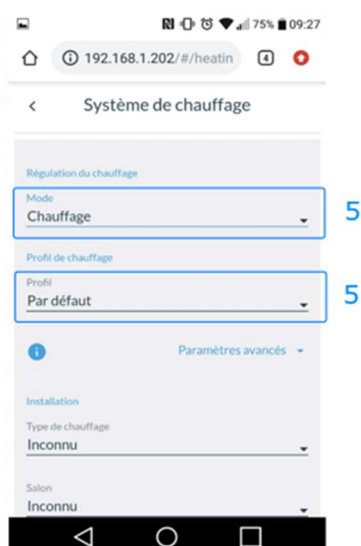 75% 09:27
192.168.1.202/#/heatin 4
Système de chauffage
Régulation du chauffage
Mode
Chauffage
5
Profil de chauffage
Profil
Par défaut
5
Paramètres avancés
Installation
Type de chauffage
Inconnu
Salon
Inconnu